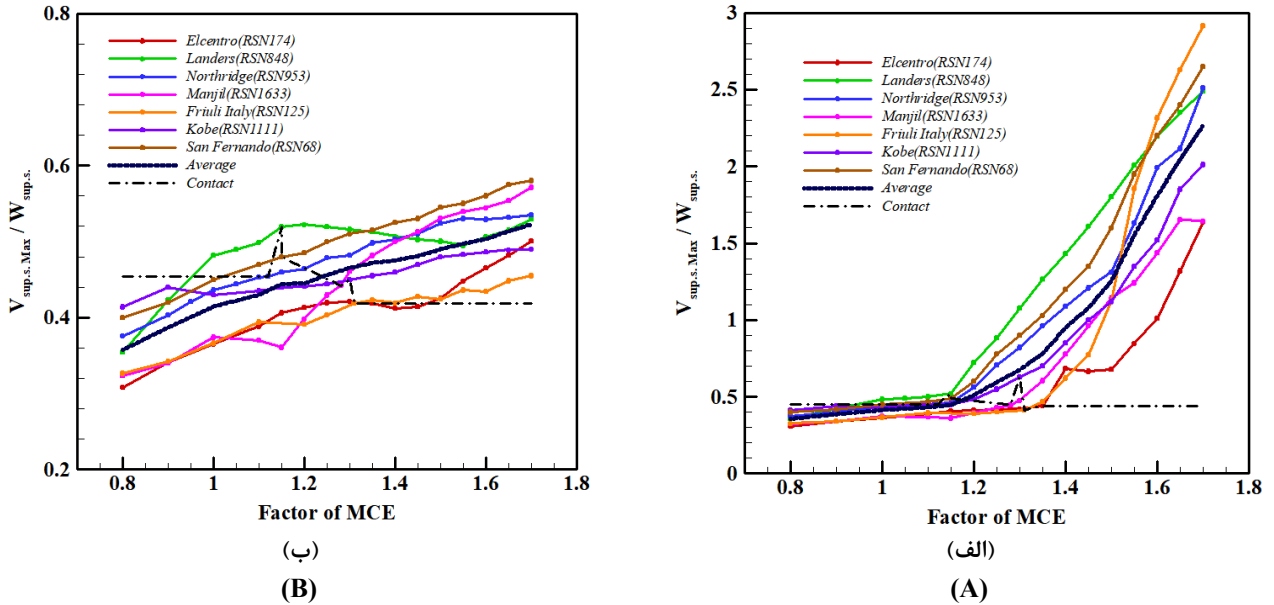 0.8
0.6
0.4
0.2
V sup.s. Max / W sup.s.
Elcentro(RSN174)
Landers(RSN848)
Northridge(RSN953)
Manjil(RSN1633)
Friuli Italy(RSN125)
Kobe(RSN1111)
San Fernando(RSN68)
Average
Contact
0.8 1 1.2 1.4 1.6 1.8
Factor of MCE
(ب)
(B)
3
2.5
2
1.5
1
0.5
0
V sup.s. Max / W sup.s.
Elcentro(RSN174)
Landers(RSN848)
Northridge(RSN953)
Manjil(RSN1633)
Friuli Italy(RSN125)
Kobe(RSN1111)
San Fernando(RSN68)
Average
Contact
0.8 1 1.2 1.4 1.6 1.8
Factor of MCE
(الف)
(A)